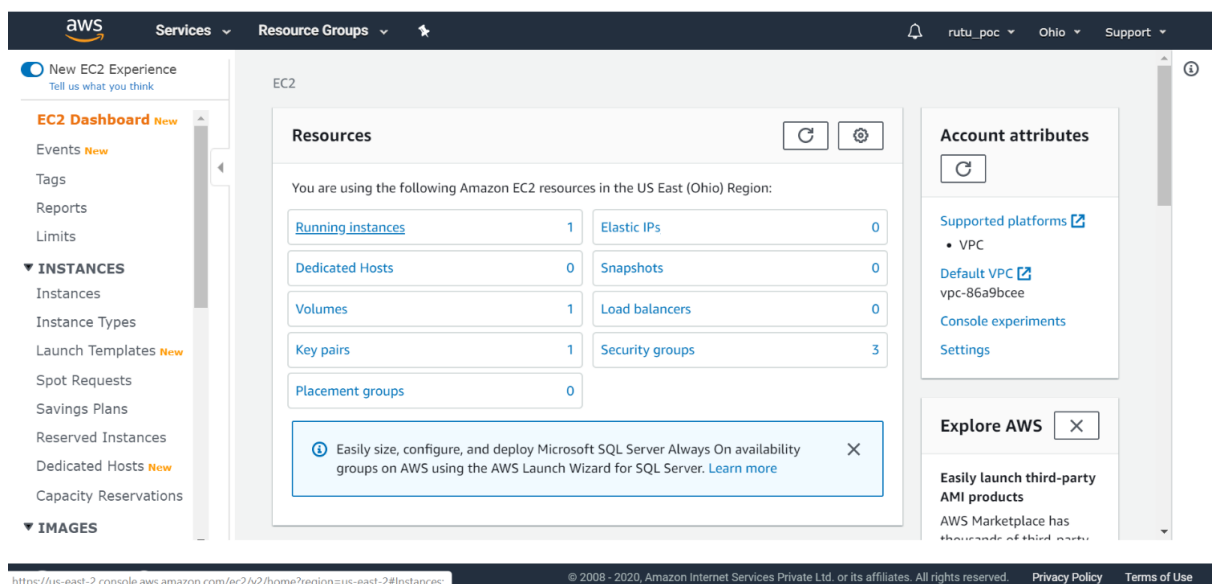 aws Services Resource Groups rutu_poc Ohio Support
New EC2 Experience
Tell us what you think
EC2 Dashboard New
Events New
Tags
Reports
Limits
INSTANCES
Instances
Instance Types
Launch Templates New
Spot Requests
Savings Plans
Reserved Instances
Dedicated Hosts New
Capacity Reservations
IMAGES
EC2
Resources
You are using the following Amazon EC2 resources in the US East (Ohio) Region:
Running instances 1 Elastic IPs 0
Dedicated Hosts 0 Snapshots 0
Volumes 1 Load balancers 0
Key pairs 1 Security groups 3
Placement groups 0
Easily size, configure, and deploy Microsoft SQL Server Always On availability
groups on AWS using the AWS Launch Wizard for SQL Server. Learn more
Account attributes
Supported platforms
• VPC
Default VPC
vpc-86a9bcee
Console experiments
Settings
Explore AWS
Easily launch third-party
AMI products
AWS Marketplace has
thousands of third-party
https://us-east-2.console.aws.amazon.com/ec2/v2/home?region=us-east-2#Instances:
© 2008 - 2020, Amazon Internet Services Private Ltd. or its affiliates. All rights reserved. Privacy Policy Terms of Use